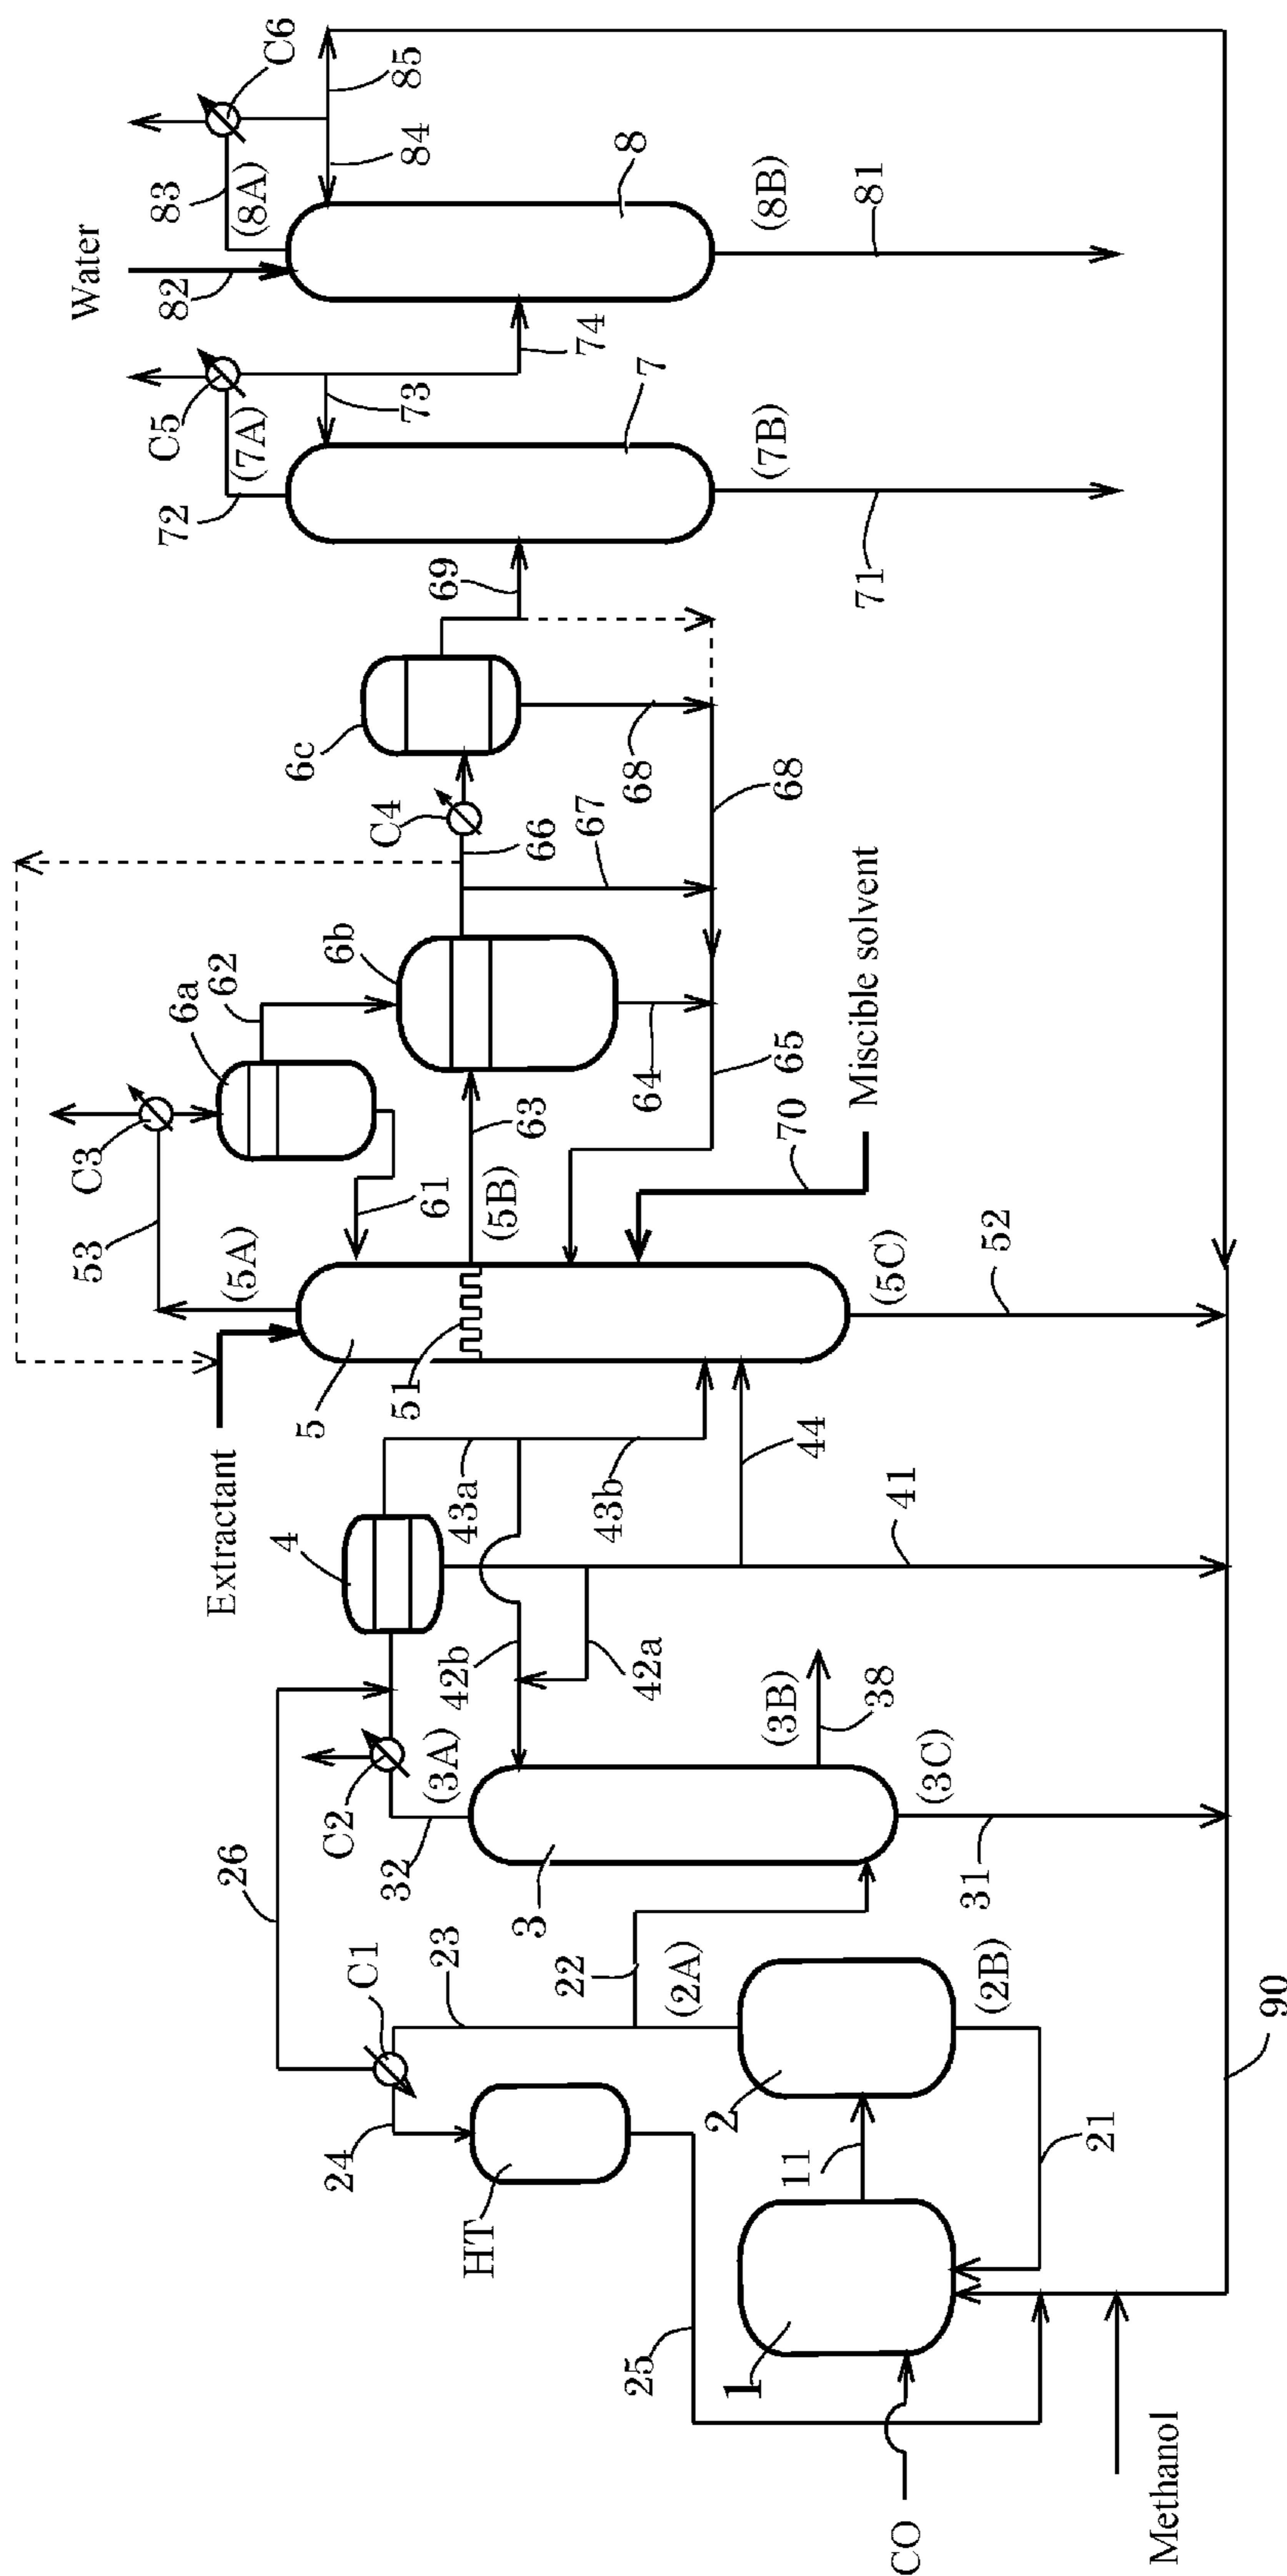 Water
82
83
(8A)
C6
85
84
8
(8B)
81
C5
72
(7A)
73
74
7
(7B)
71
69
6c
68
68
C4
66
67
6b
6a
62
64
65
63
(5B)
61
C3
53
(5A)
70
Miscible solvent
52
(5C)
51
5
Extractant
43a
43b
44
41
4
42b
42a
(3B)
38
(3A)
C2
32
3
(3C)
31
26
C1
23
22
(2A)
(2B)
2
24
HT
25
11
21
1
90
CO
Methanol